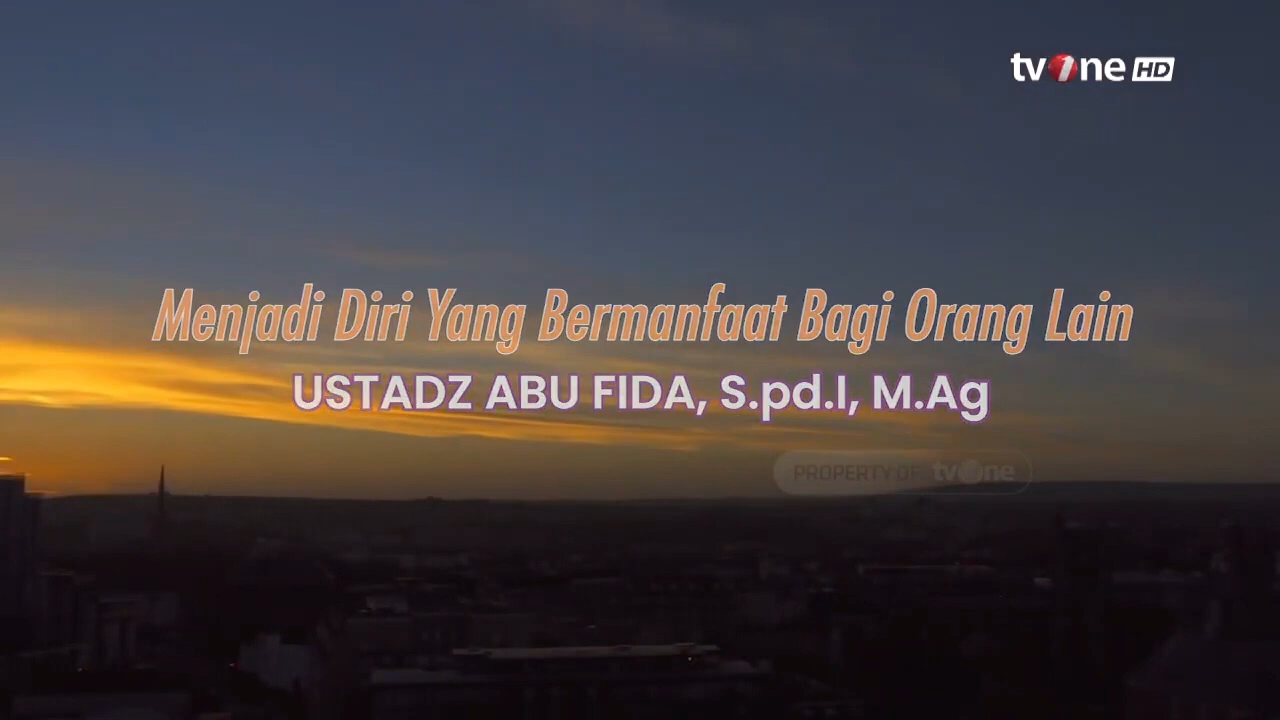 tvOne HD
Menjadi Diri Yang Bermanfaat Bagi Orang Lain
USTADZ ABU FIDA, S.pd.I, M.Ag
PROPERTY OF tvOne